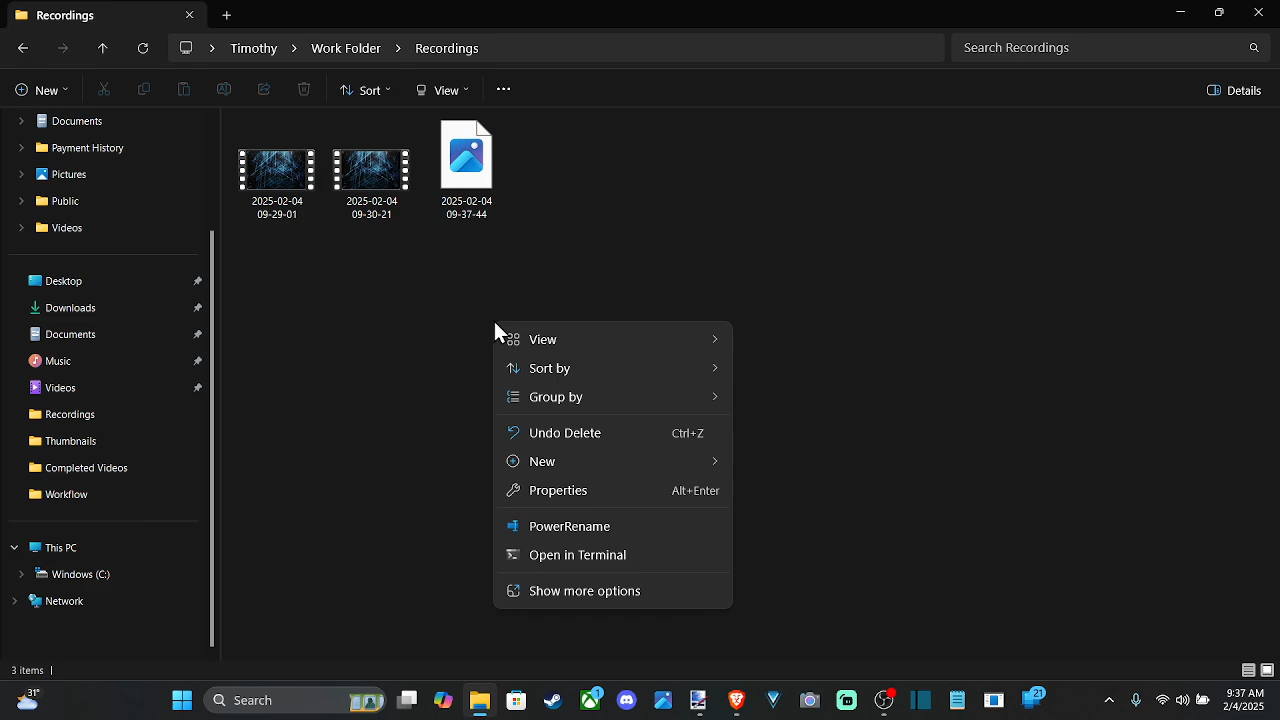 Recordings
Timothy > Work Folder > Recordings
Search Recordings
New
Sort
View
Details
Documents
Payment History
Pictures
Public
Videos
Desktop
Downloads
Documents
Music
Videos
Recordings
Thumbnails
Completed Videos
Workflow
This PC
Windows (C:)
Network
2025-02-04
09-29-01
2025-02-04
09-30-21
2025-02-04
09-37-44
View
Sort by
Group by
Undo Delete Ctrl+Z
New
Properties Alt+Enter
PowerRename
Open in Terminal
Show more options
3 items
31°
Search
1
21
9:37 AM
2/4/2025